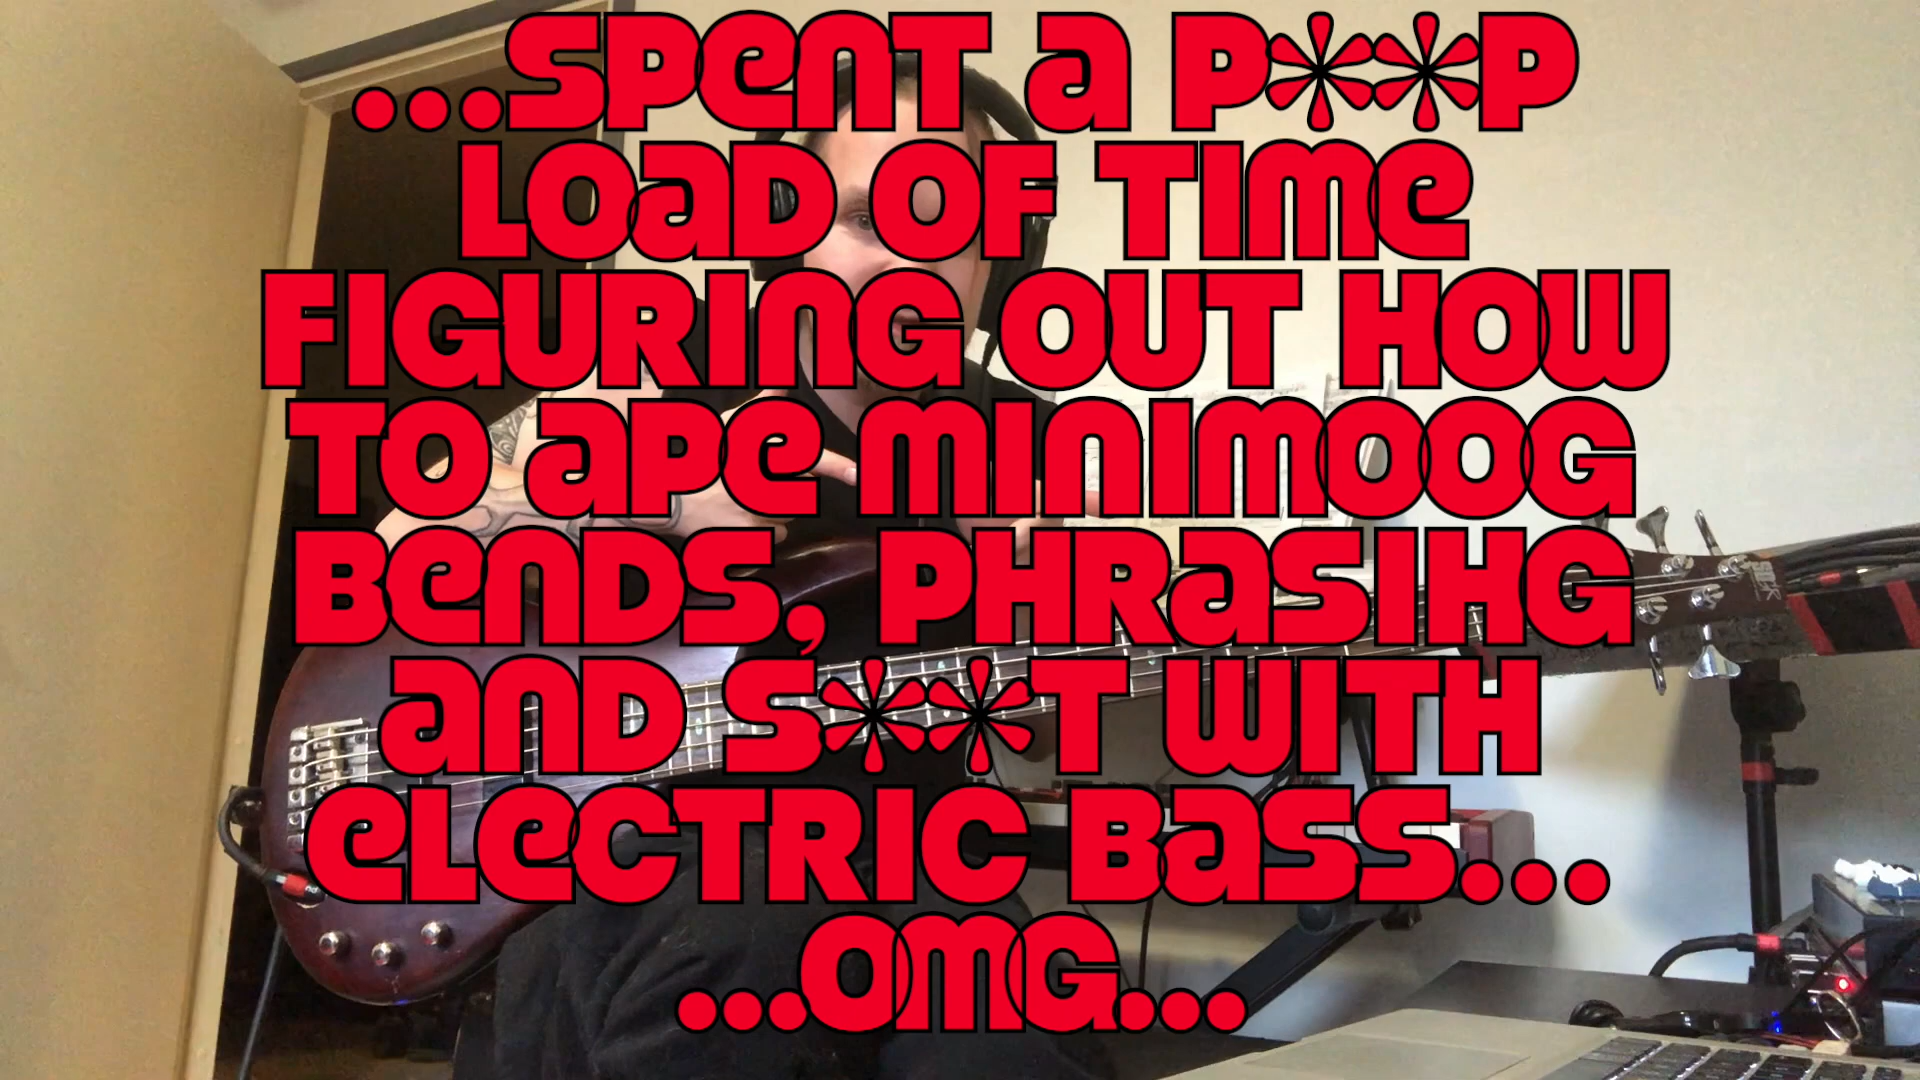 ...SPENT A P**P
LOAD OF TIME
FIGURING OUT HOW
TO APE MINIMOOG
BENDS, PHRASIHG
AND S**T WITH
ELECTRIC BASS...
...OMG...